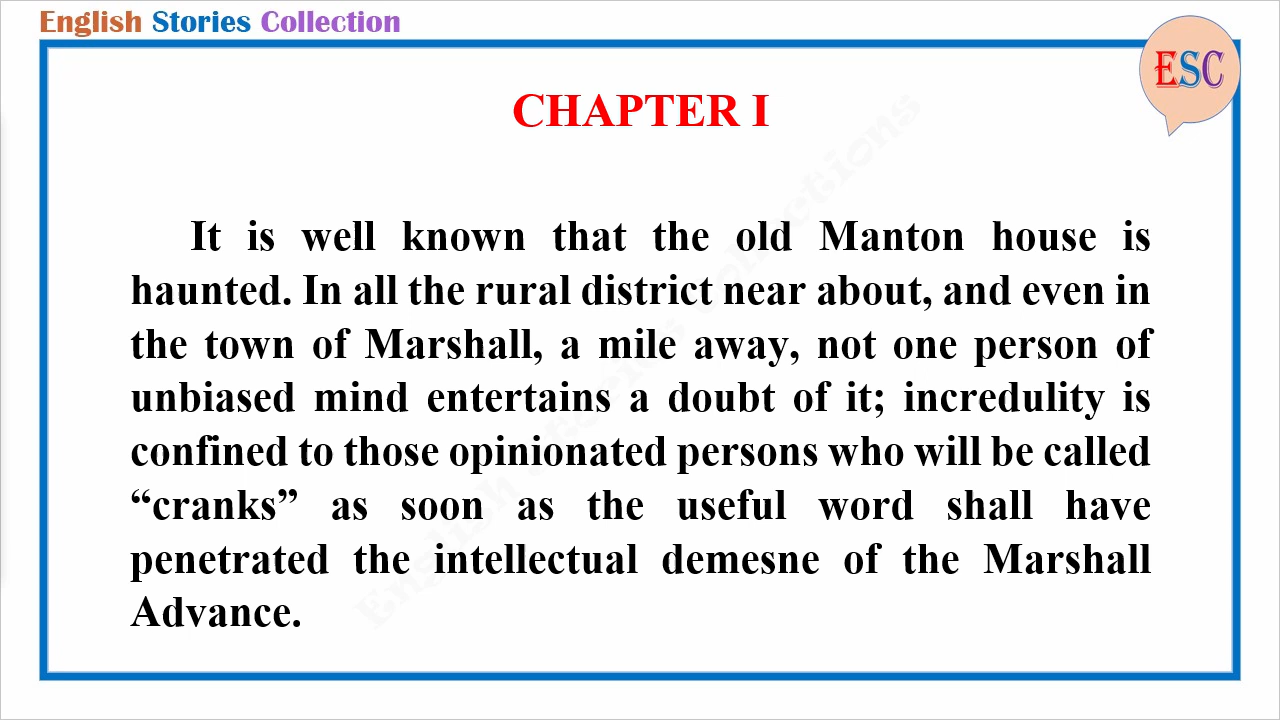 English Stories Collection
ESC
CHAPTER I
It is well known that the old Manton house is
haunted. In all the rural district near about, and even in
the town of Marshall, a mile away, not one person of
unbiased mind entertains a doubt of it; incredulity is
confined to those opinionated persons who will be called
“cranks” as soon as the useful word shall have
penetrated the intellectual demesne of the Marshall
Advance.